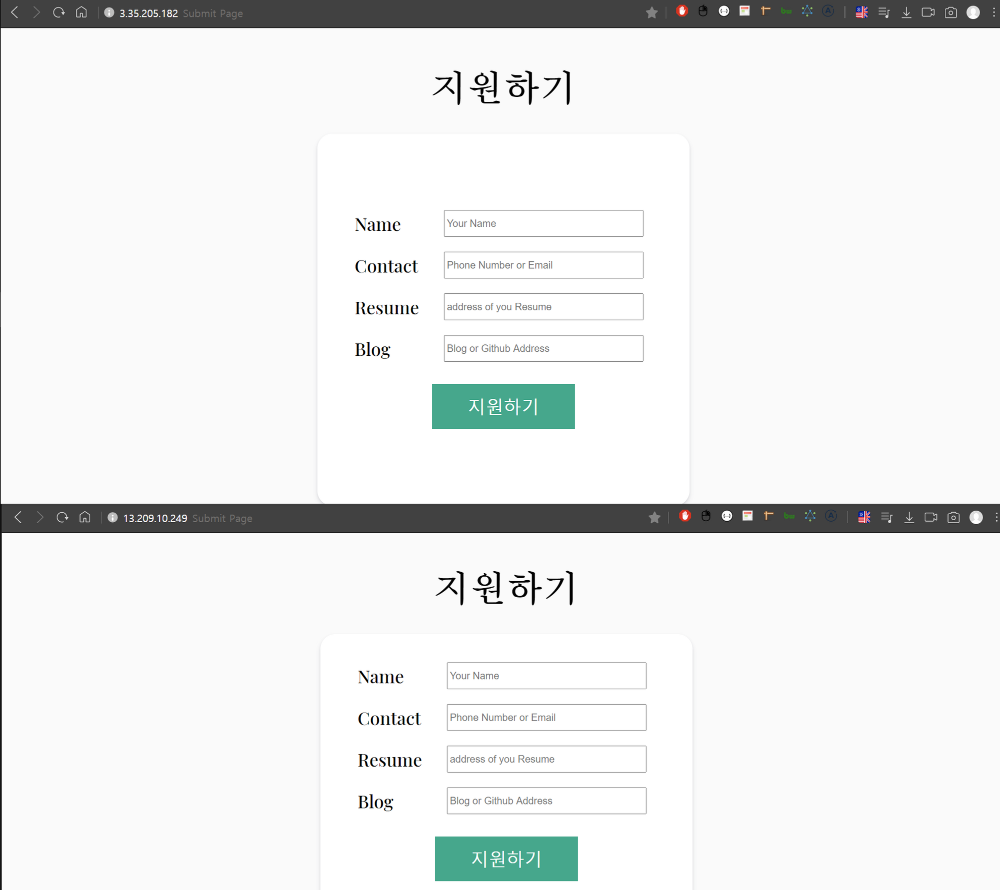 3.35.205.182 Submit Page
bw
지원하기
Name Your Name
Contact Phone Number or Email
Resume address of you Resume
Blog Blog or Github Address
지원하기
13.209.10.249 Submit Page
bw
지원하기
Name Your Name
Contact Phone Number or Email
Resume address of you Resume
Blog Blog or Github Address
지원하기